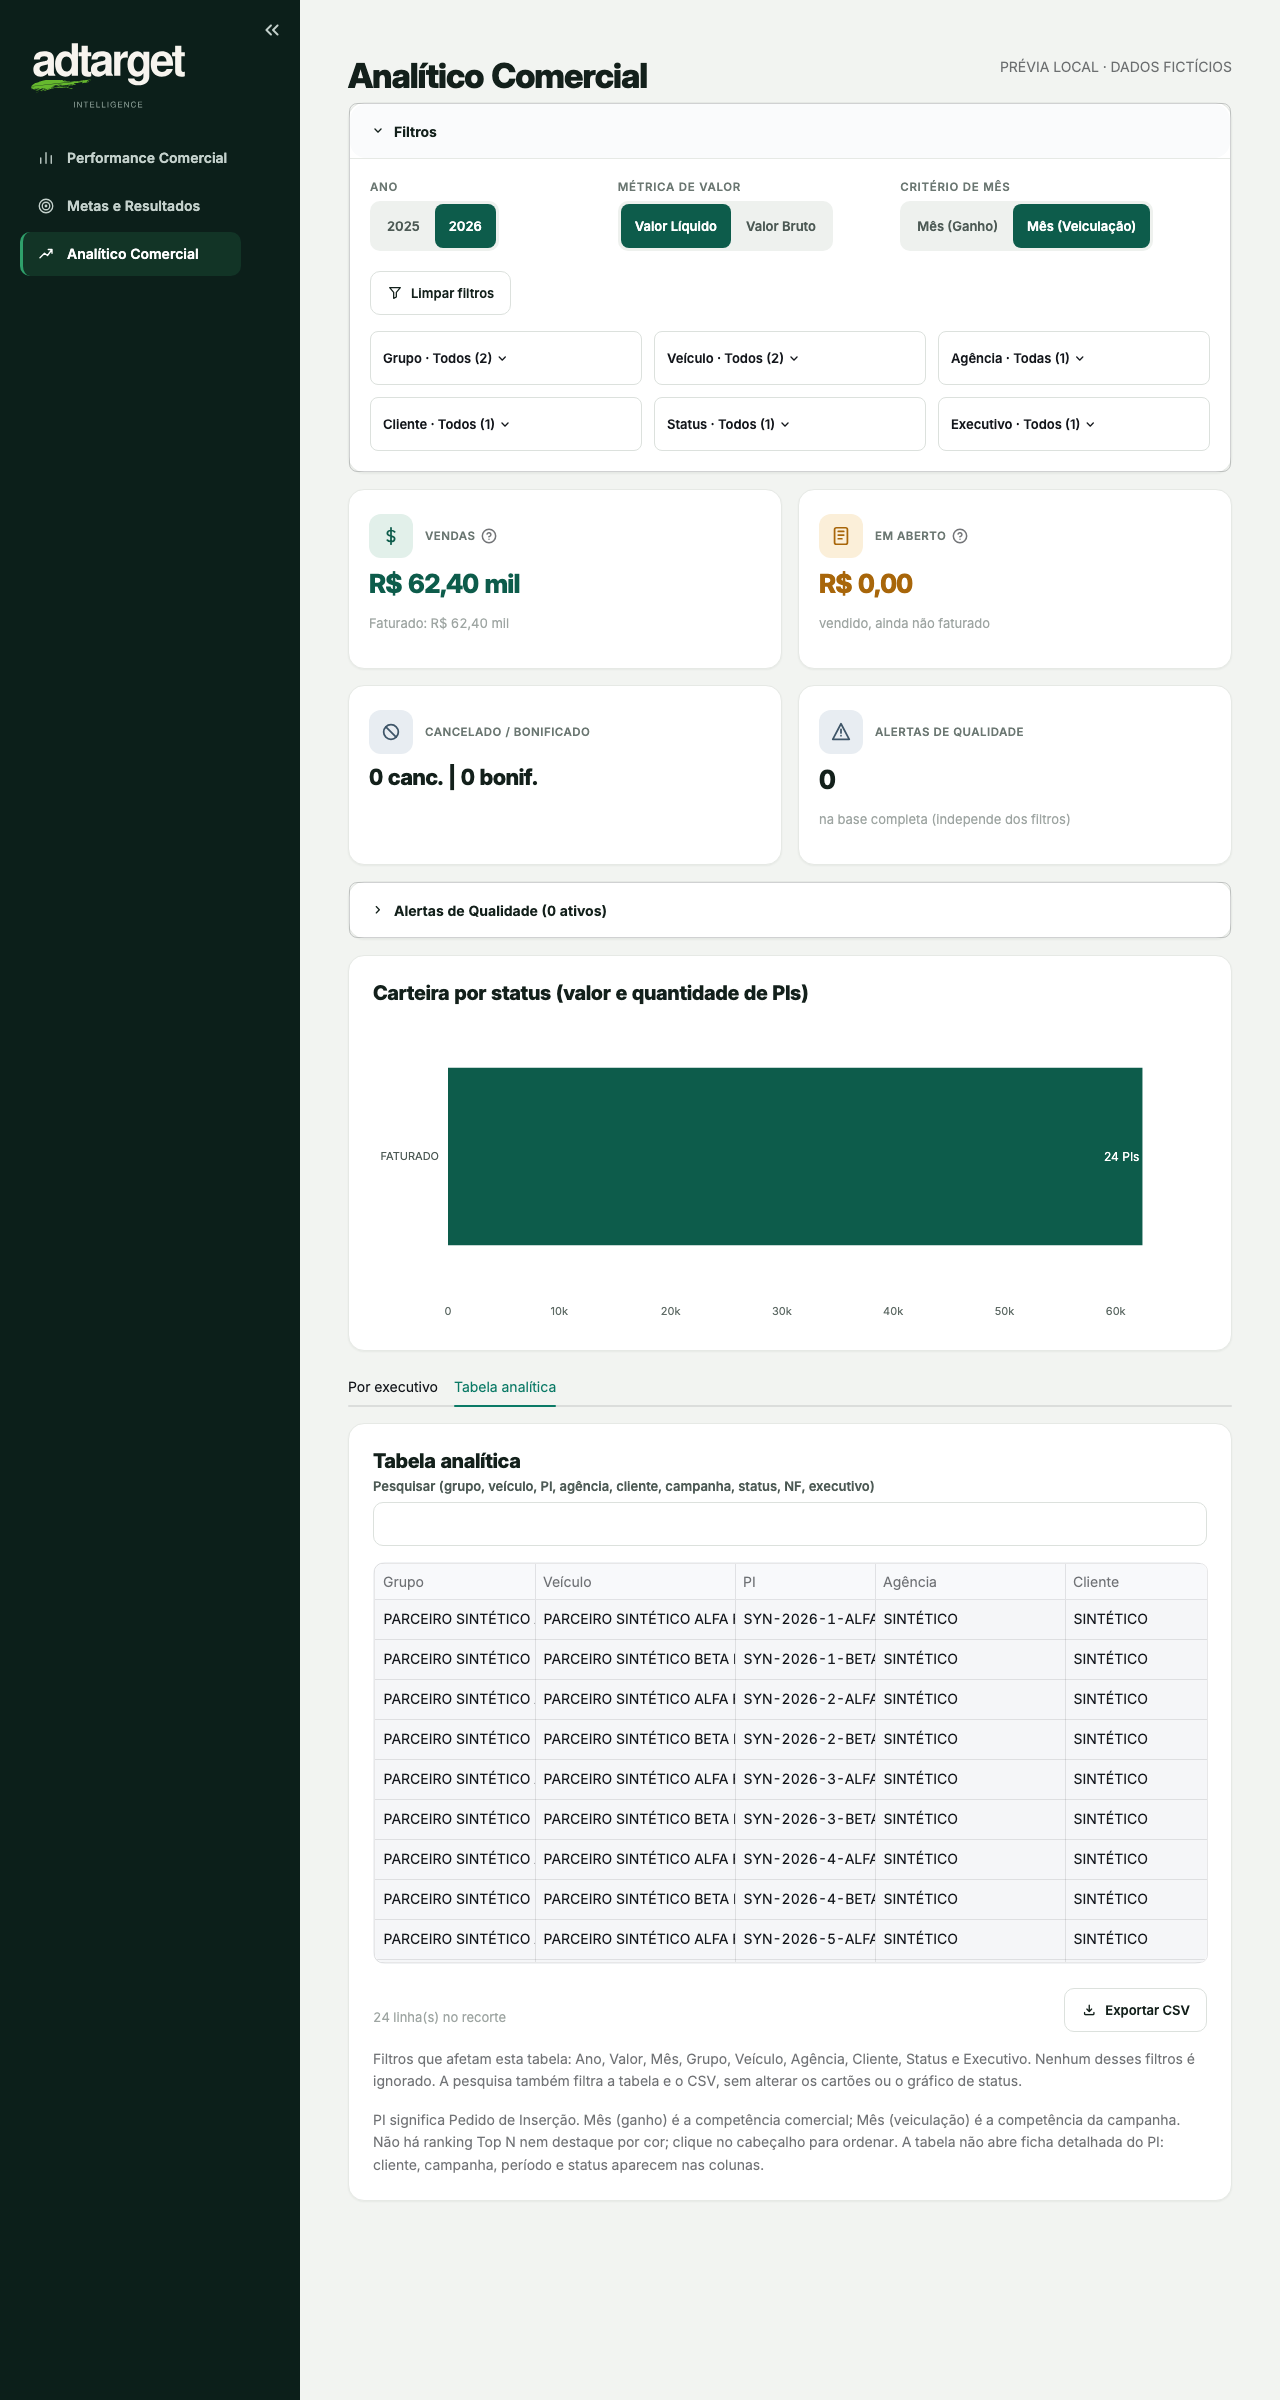 adtarget
INTELLIGENCE
Performance Comercial
Metas e Resultados
Analítico Comercial
Analítico Comercial
PRÉVIA LOCAL · DADOS FICTÍCIOS
Filtros
ANO
MÉTRICA DE VALOR
CRITÉRIO DE MÊS
2025 2026
Valor Líquido Valor Bruto
Mês (Ganho) Mês (Veiculação)
Limpar filtros
Grupo · Todos (2)
Veículo · Todos (2)
Agência · Todas (1)
Cliente · Todos (1)
Status · Todos (1)
Executivo · Todos (1)
VENDAS
R$ 62,40 mil
Faturado: R$ 62,40 mil
EM ABERTO
R$ 0,00
vendido, ainda não faturado
CANCELADO / BONIFICADO
0 canc. | 0 bonif.
ALERTAS DE QUALIDADE
0
na base completa (independe dos filtros)
Alertas de Qualidade (0 ativos)
Carteira por status (valor e quantidade de PIs)
FATURADO
24 PIs
0 10k 20k 30k 40k 50k 60k
Por executivo Tabela analítica
Tabela analítica
Pesquisar (grupo, veículo, PI, agência, cliente, campanha, status, NF, executivo)
Grupo Veículo PI Agência Cliente
PARCEIRO SINTÉTICO PARCEIRO SINTÉTICO ALFA SYN-2026-1-ALFA SINTÉTICO SINTÉTICO
PARCEIRO SINTÉTICO PARCEIRO SINTÉTICO BETA SYN-2026-1-BETA SINTÉTICO SINTÉTICO
PARCEIRO SINTÉTICO PARCEIRO SINTÉTICO ALFA SYN-2026-2-ALFA SINTÉTICO SINTÉTICO
PARCEIRO SINTÉTICO PARCEIRO SINTÉTICO BETA SYN-2026-2-BETA SINTÉTICO SINTÉTICO
PARCEIRO SINTÉTICO PARCEIRO SINTÉTICO ALFA SYN-2026-3-ALFA SINTÉTICO SINTÉTICO
PARCEIRO SINTÉTICO PARCEIRO SINTÉTICO BETA SYN-2026-3-BETA SINTÉTICO SINTÉTICO
PARCEIRO SINTÉTICO PARCEIRO SINTÉTICO ALFA SYN-2026-4-ALFA SINTÉTICO SINTÉTICO
PARCEIRO SINTÉTICO PARCEIRO SINTÉTICO BETA SYN-2026-4-BETA SINTÉTICO SINTÉTICO
PARCEIRO SINTÉTICO PARCEIRO SINTÉTICO ALFA SYN-2026-5-ALFA SINTÉTICO SINTÉTICO
24 linha(s) no recorte
Exportar CSV
Filtros que afetam esta tabela: Ano, Valor, Mês, Grupo, Veículo, Agência, Cliente, Status e Executivo. Nenhum desses filtros é
ignorado. A pesquisa também filtra a tabela e o CSV, sem alterar os cartões ou o gráfico de status.
PI significa Pedido de Inserção. Mês (ganho) é a competência comercial; Mês (veiculação) é a competência da campanha.
Não há ranking Top N nem destaque por cor; clique no cabeçalho para ordenar. A tabela não abre ficha detalhada do PI:
cliente, campanha, período e status aparecem nas colunas.